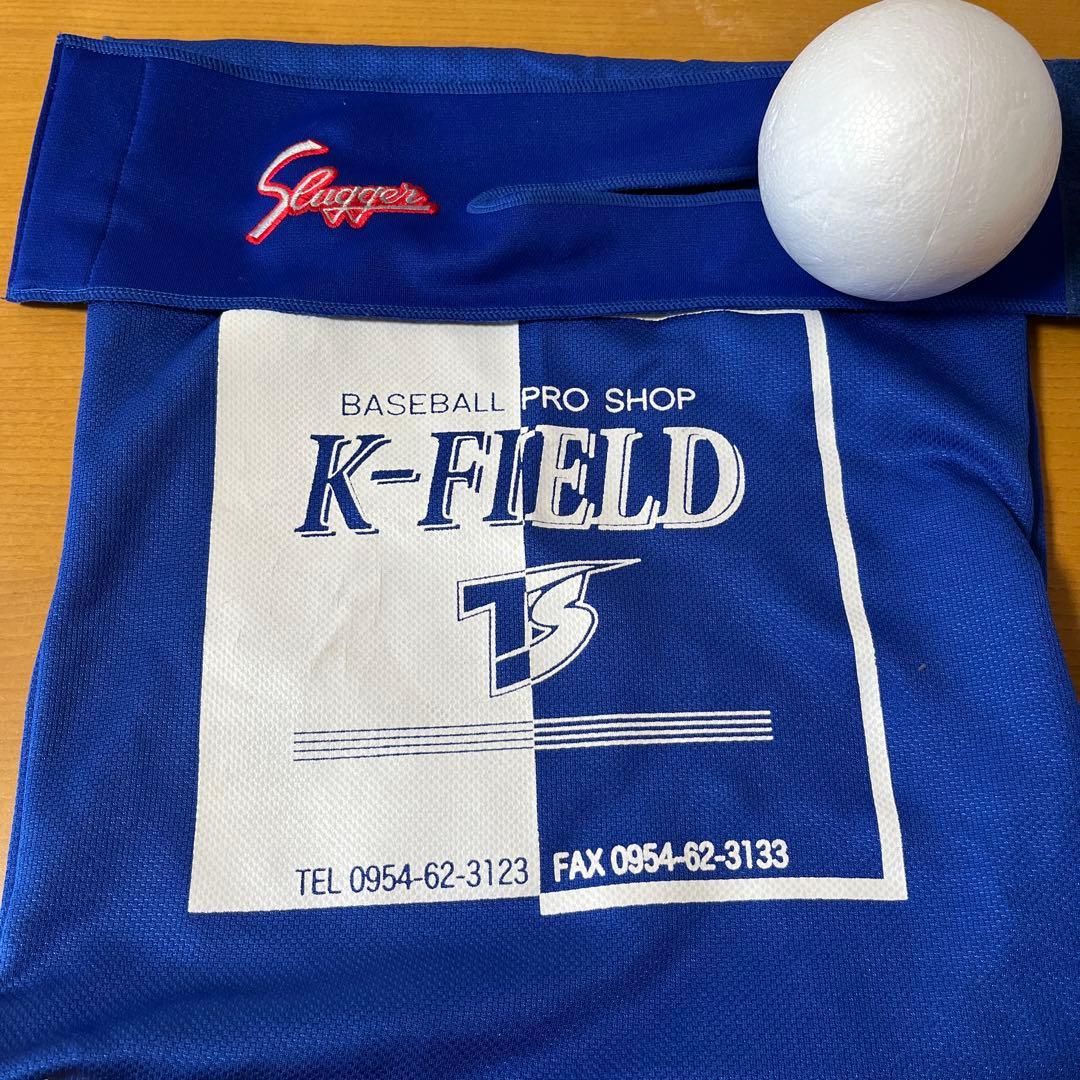 Slugger
BASEBALL PRO SHOP
K-FIELD
TS
TEL 0954-62-3123 FAX 0954-62-3133